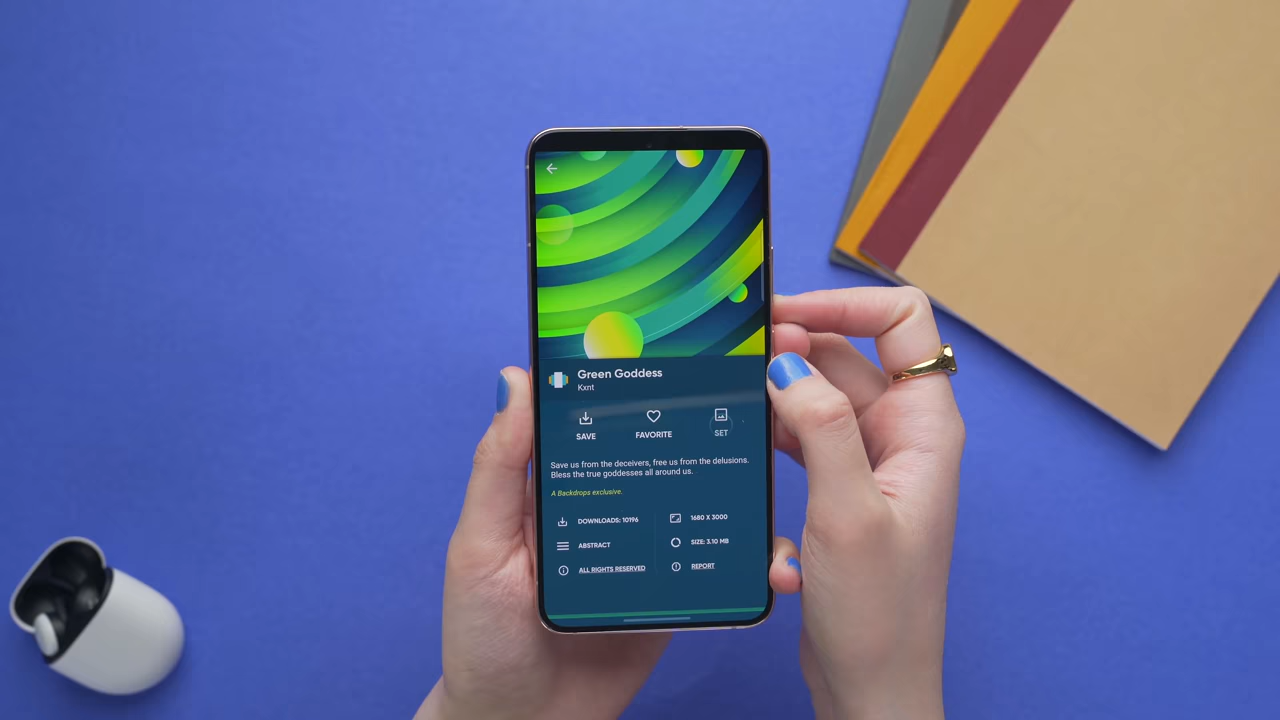 Green Goddess
Kxnt
SAVE
FAVORITE
SET
Save us from the deceivers, free us from the delusions.
Bless the true goddesses all around us.
A Backdrops exclusive.
DOWNLOADS: 10196
1680 X 3000
ABSTRACT
SIZE: 3.10 MB
ALL RIGHTS RESERVED
REPORT